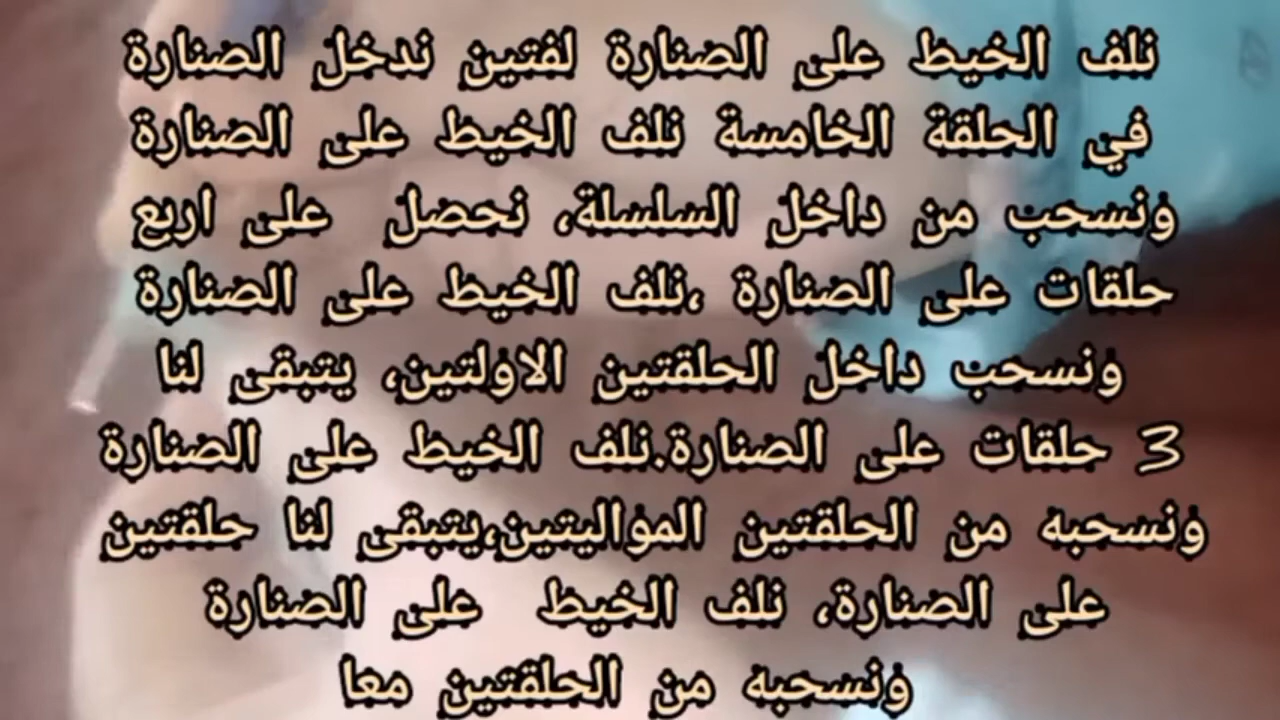 نلف الخيط على الصنارة لفتين ندخل الصنارة
في الحلقة الخامسة نلف الخيط على الصنارة
ونسحب من داخل السلسلة، نحصل على اربع
حلقات على الصنارة ،نلف الخيط على الصنارة
ونسحب داخل الحلقتين الاولتين، يتبقى لنا
3 حلقات على الصنارة.نلف الخيط على الصنارة
ونسحبه من الحلقتين المواليتين،يتبقى لنا حلقتين
على الصنارة، نلف الخيط على الصنارة
ونسحبه من الحلقتين معا